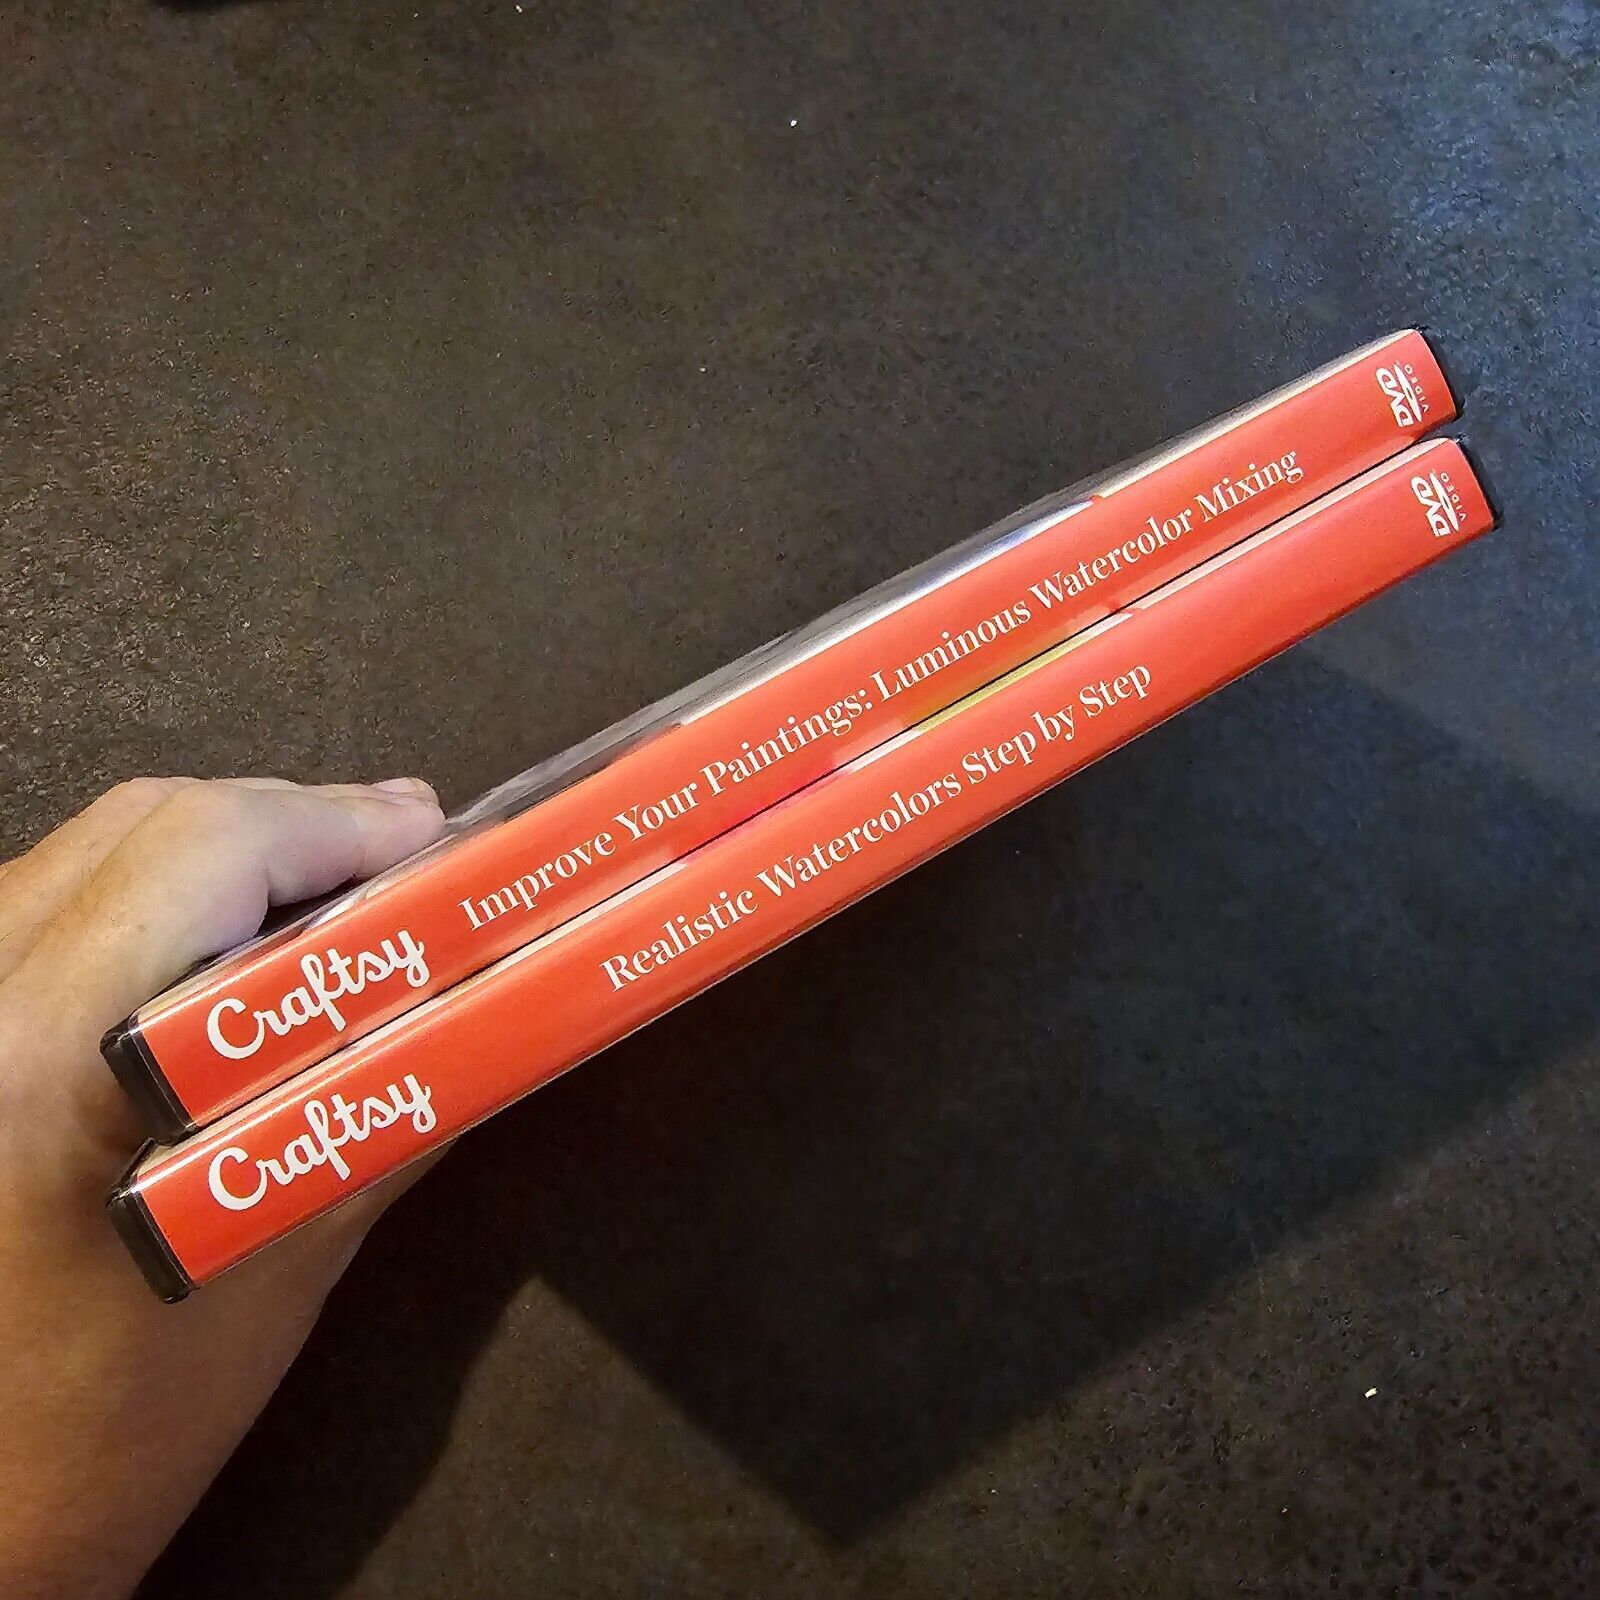 Craftsy Improve Your Paintings: Luminous Watercolor Mixing DVD VIDEO
Craftsy Realistic Watercolors Step by Step DVD VIDEO